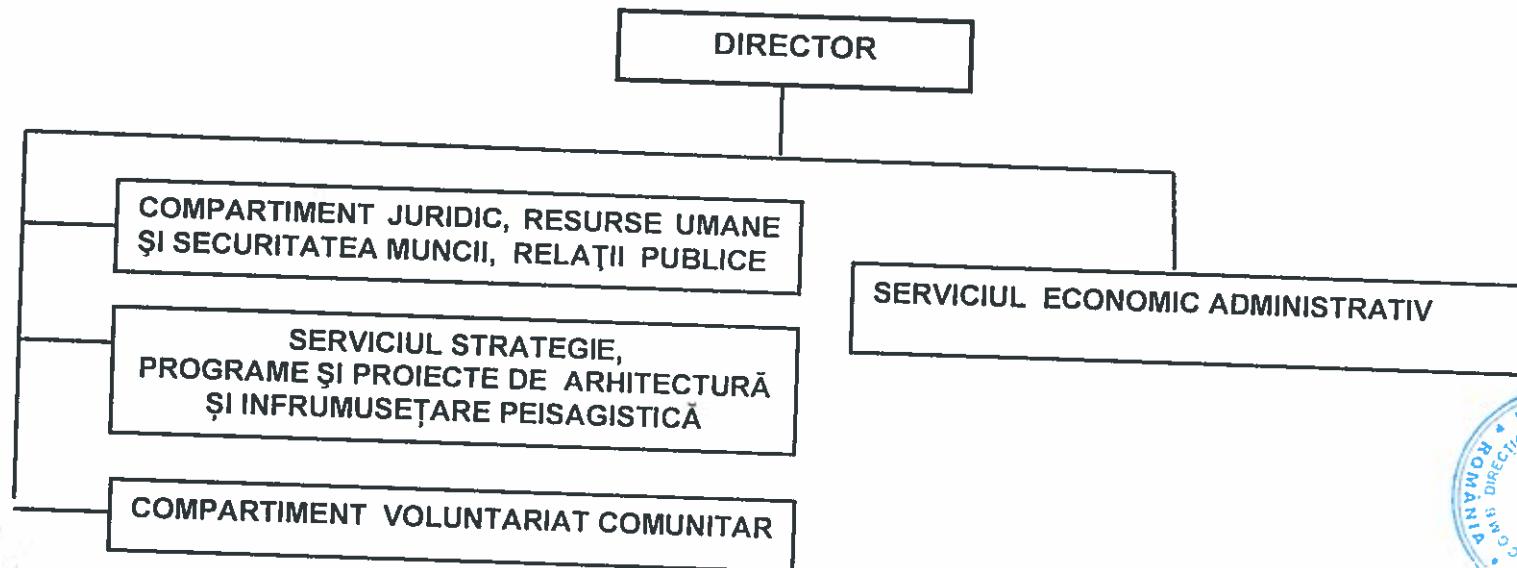 DIRECTOR
COMPARTIMENT JURIDIC, RESURSE UMANE
ŞI SECURITATEA MUNCII, RELAŢII PUBLICE
SERVICIUL ECONOMIC ADMINISTRATIV
SERVICIUL STRATEGIE,
PROGRAME ŞI PROIECTE DE ARHITECTURĂ
ŞI INFRUMUSEŢARE PEISAGISTICĂ
COMPARTIMENT VOLUNTARIAT COMUNITAR
ROMÂNIA